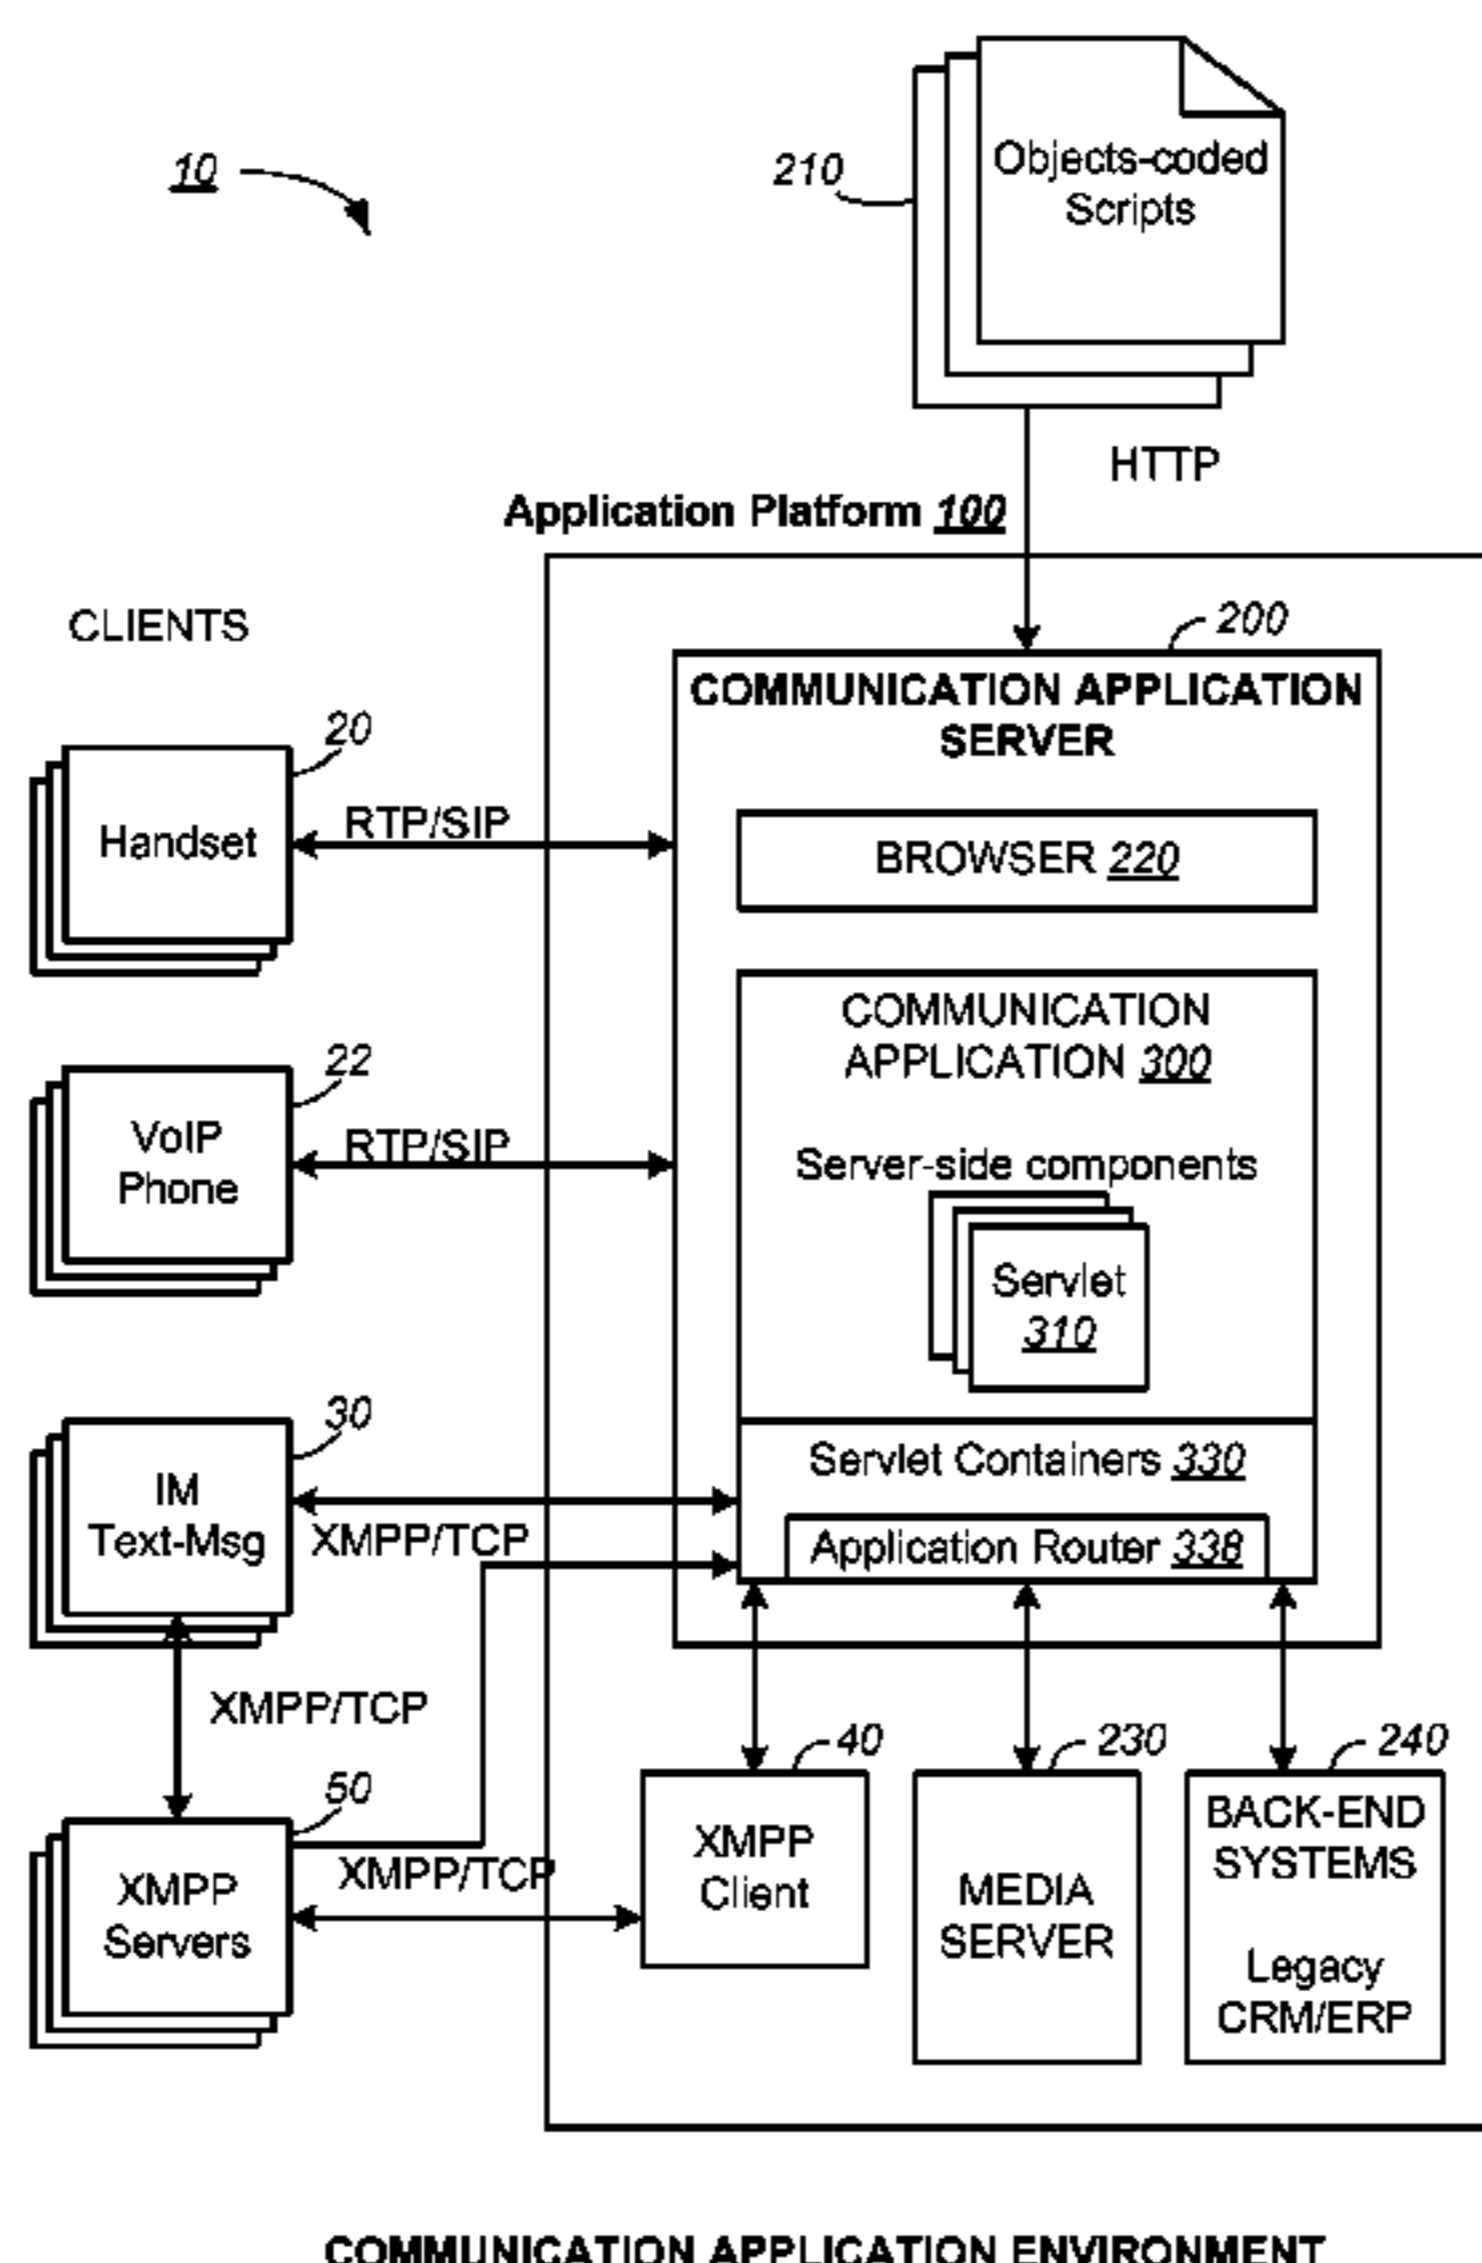 10
210
Objects-coded
Scripts
HTTP
Application Platform 100
CLIENTS
200
COMMUNICATION APPLICATION
SERVER
20
Handset
RTP/SIP
BROWSER 220
COMMUNICATION
APPLICATION 300
22
VoIP
Phone
RTP/SIP
Server-side components
Servlet
310
30
IM
Text-Msg
XMPP/TCP
Servlet Containers 330
Application Router 338
XMPP/TCP
50
XMPP
Servers
XMPP/TCP
40
XMPP
Client
230
MEDIA
SERVER
240
BACK-END
SYSTEMS
Legacy
CRM/ERP
COMMUNICATION APPLICATION ENVIRONMENT